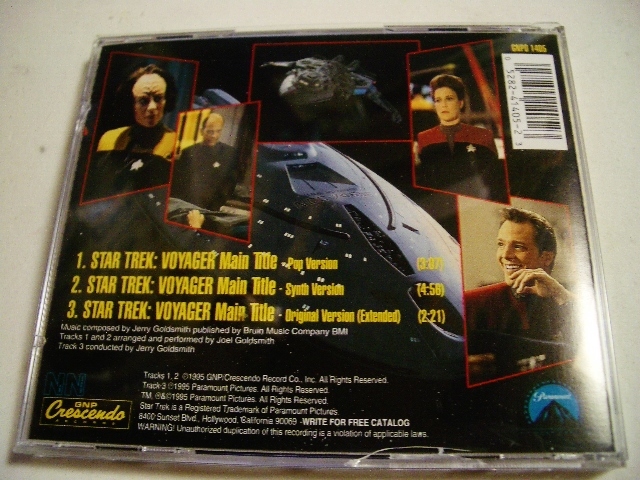 GNPD 1405
0 5282-41405-2 3
1. STAR TREK: VOYAGER Main Title - Pop Version (3:07)
2. STAR TREK: VOYAGER Main Title - Synth Version (4:58)
3. STAR TREK: VOYAGER Main Title - Original Version (Extended) (2:21)
Music composed by Jerry Goldsmith published by Bruin Music Company BMI
Tracks 1 and 2 arranged and performed by Joel Goldsmith
Track 3 conducted by Jerry Goldsmith
Tracks 1, 2 ℗©1995 GNP/Crescendo Record Co., Inc. All Rights Reserved.
Track 3 ℗1995 Paramount Pictures. All Rights Reserved.
TM, ®&©1995 Paramount Pictures. All Rights Reserved.
Star Trek is a Registered Trademark of Paramount Pictures
8400 Sunset Blvd., Hollywood, California 90069 -WRITE FOR FREE CATALOG
WARNING! Unauthorized duplication of this recording is a violation of applicable laws.
GNP
Crescendo
RECORDS
Paramount